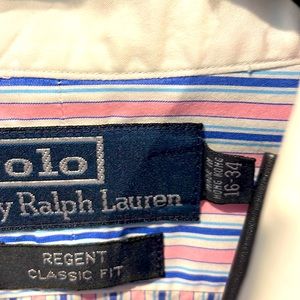 olo
y Ralph Lauren
REGENT
CLASSIC FIT
16-34